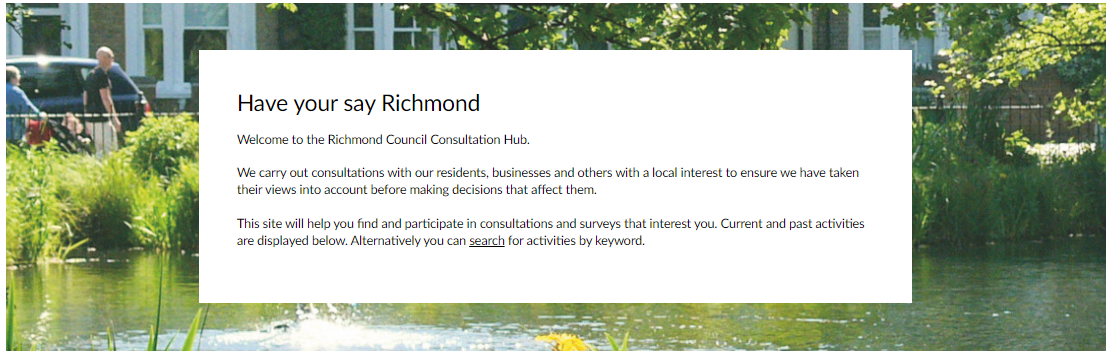 Have your say Richmond
Welcome to the Richmond Council Consultation Hub.
We carry out consultations with our residents, businesses and others with a local interest to ensure we have taken
their views into account before making decisions that affect them.
This site will help you find and participate in consultations and surveys that interest you. Current and past activities
are displayed below. Alternatively you can search for activities by keyword.